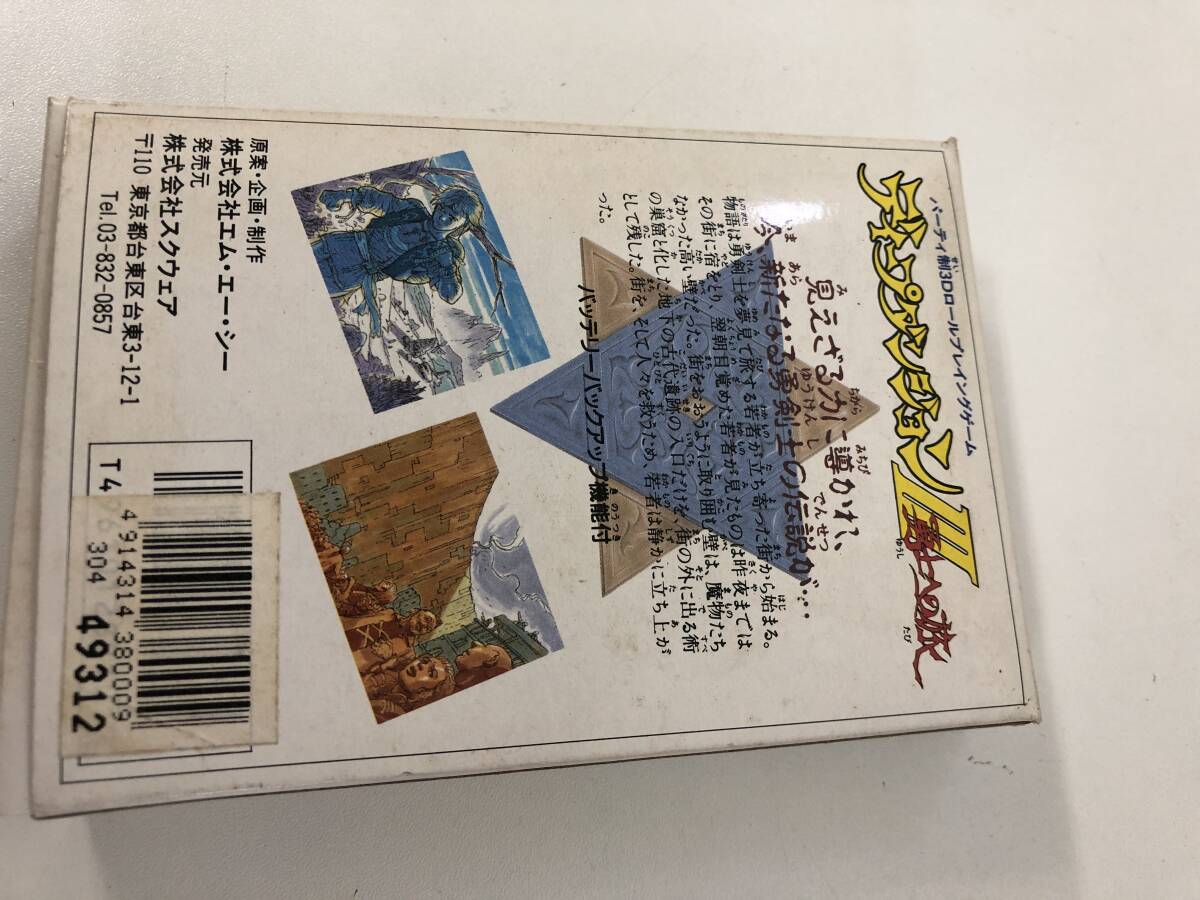 パーティ制3Dロールプレイングゲーム
ディープダンジョンIII
勇士への旅
見えざる力に導かれ、
今、新たなる勇剣士の伝説が…
物語は勇剣士を夢見て旅する若者が立ち寄った街から始まる。
その街に宿をとり、翌朝目覚めた若者が見たものは昨夜までは
なかった高い壁だった。街をおおうように取り囲む壁は、魔物たち
の巣窟と化した地下の古代遺跡の入口だけを、街の外に出る術
として残した。街を、そして人々を救うため、若者は静かに立ち上が
った。
バッテリーバックアップ機能付
原案・企画・制作
株式会社エム・エー・シー
発売元
株式会社スクウェア
〒110 東京都台東区台東3-12-1
Tel.03-832-0857
T4
304
4914314380009
49312